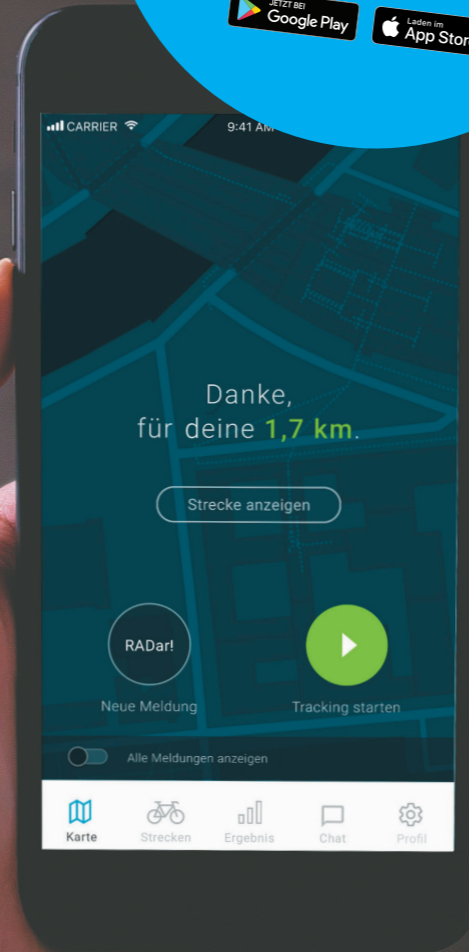 JETZT BEI
Google Play
Laden im
App Store
CARRIER
9:41 AM
Danke,
für deine 1,7 km.
Strecke anzeigen
RADar!
Neue Meldung
Tracking starten
Alle Meldungen anzeigen
Karte
Strecken
Ergebnis
Chat
Profil